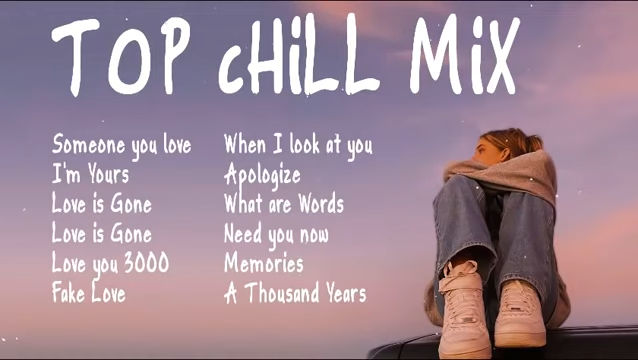 TOP cHiLL MiX
Someone you love
I'm Yours
Love is Gone
Love is Gone
Love you 3000
Fake Love
When I look at you
Apologize
What are Words
Need you now
Memories
A Thousand Years